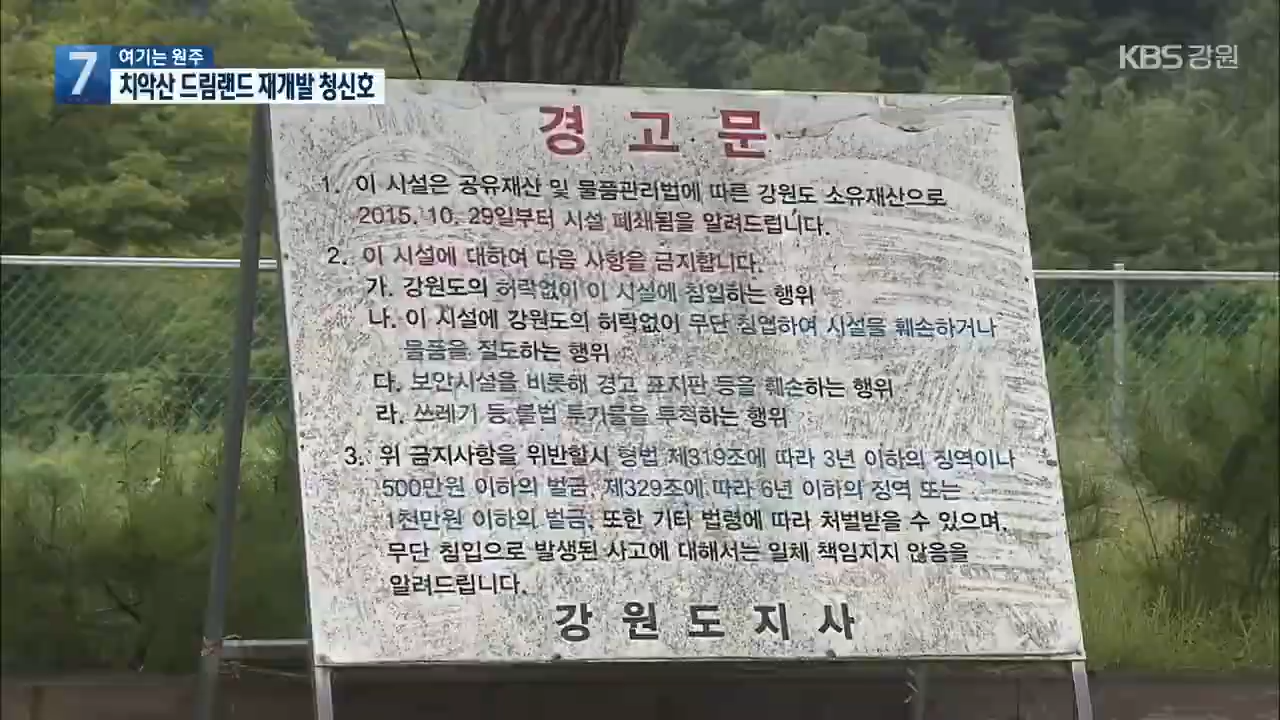 7 여기는 원주
치악산 드림랜드 재개발 청신호
KBS 강원
경 고 문
1. 이 시설은 공유재산 및 물품관리법에 따른 강원도 소유재산으로
2015. 10. 29일부터 시설 폐쇄됨을 알려드립니다.
2. 이 시설에 대하여 다음 사항을 금지합니다.
가. 강원도의 허락없이 이 시설에 침입하는 행위
나. 이 시설에 강원도의 허락없이 무단 침입하여 시설물 훼손하거나
물품을 절도하는 행위
다. 보안시설을 비롯해 경고 표지판 등을 훼손하는 행위
라. 쓰레기 등 불법 투기물을 투척하는 행위
3. 위 금지사항을 위반할시 형법 제319조에 따라 3년 이하의 징역이나
500만원 이하의 벌금, 제329조에 따라 6년 이하의 징역 또는
1천만원 이하의 벌금, 또한 기타 법령에 따라 처벌받을 수 있으며,
무단 침입으로 발생된 사고에 대해서는 일체 책임지지 않음을
알려드립니다.
강 원 도 지 사